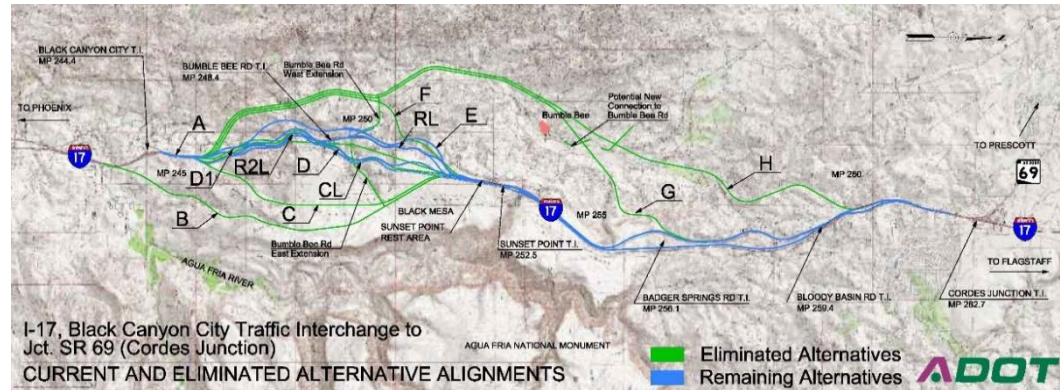 BLACK CANYON CITY T.I.
MP 244.4
BUMBLE BEE RD T.I.
MP 248.4
Bumble Bee Rd
West Extension
TO PHOENIX
A
MP 245
17
D1
R2L
D
CL
C
B
MP 250
F
RL
E
Bumble Bee Rd
East Extension
BLACK MESA
SUNSET POINT
REST AREA
SUNSET POINT T.I.
MP 252.5
17
Bumble Bee
Potential New
Connection to
Bumble Bee Rd
G
MP 255
H
MP 260
TO PRESCOTT
69
17
TO FLAGSTAFF
BADGER SPRINGS RD T.I.
MP 256.1
BLOODY BASIN RD T.I.
MP 259.4
CORDES JUNCTION T.I.
MP 262.7
AGUA FRIA RIVER
AGUA FRIA NATIONAL MONUMENT
I-17, Black Canyon City Traffic Interchange to
Jct. SR 69 (Cordes Junction)
CURRENT AND ELIMINATED ALTERNATIVE ALIGNMENTS
Eliminated Alternatives
Remaining Alternatives
ADOT